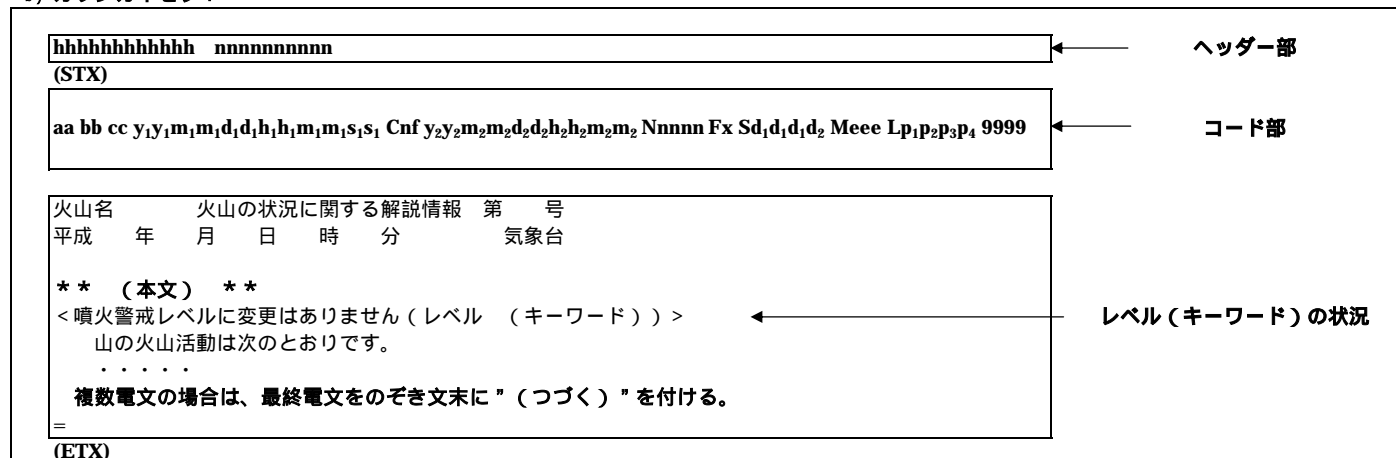 hhhhhhhhhhhh nnnnnnnnnn
ヘッダー部
(STX)
aa bb cc y₁y₁m₁m₁d₁d₁h₁h₁m₁m₁s₁s₁ Cnf y₂y₂m₂m₂d₂d₂h₂h₂m₂m₂ Nnnnn Fx Sd₁d₁d₁d₂ Meee Lp₁p₂p₃p₄ 9999
コード部
火山名 火山の状況に関する解説情報 第 号
平成 年 月 日 時 分 気象台
** (本文) **
<噴火警戒レベルに変更はありません(レベル (キーワード))>
レベル(キーワード)の状況
山の火山活動は次のとおりです。
・・・・・
複数電文の場合は、最終電文をのぞき文末に"(つづく)"を付ける。
=
(ETX)